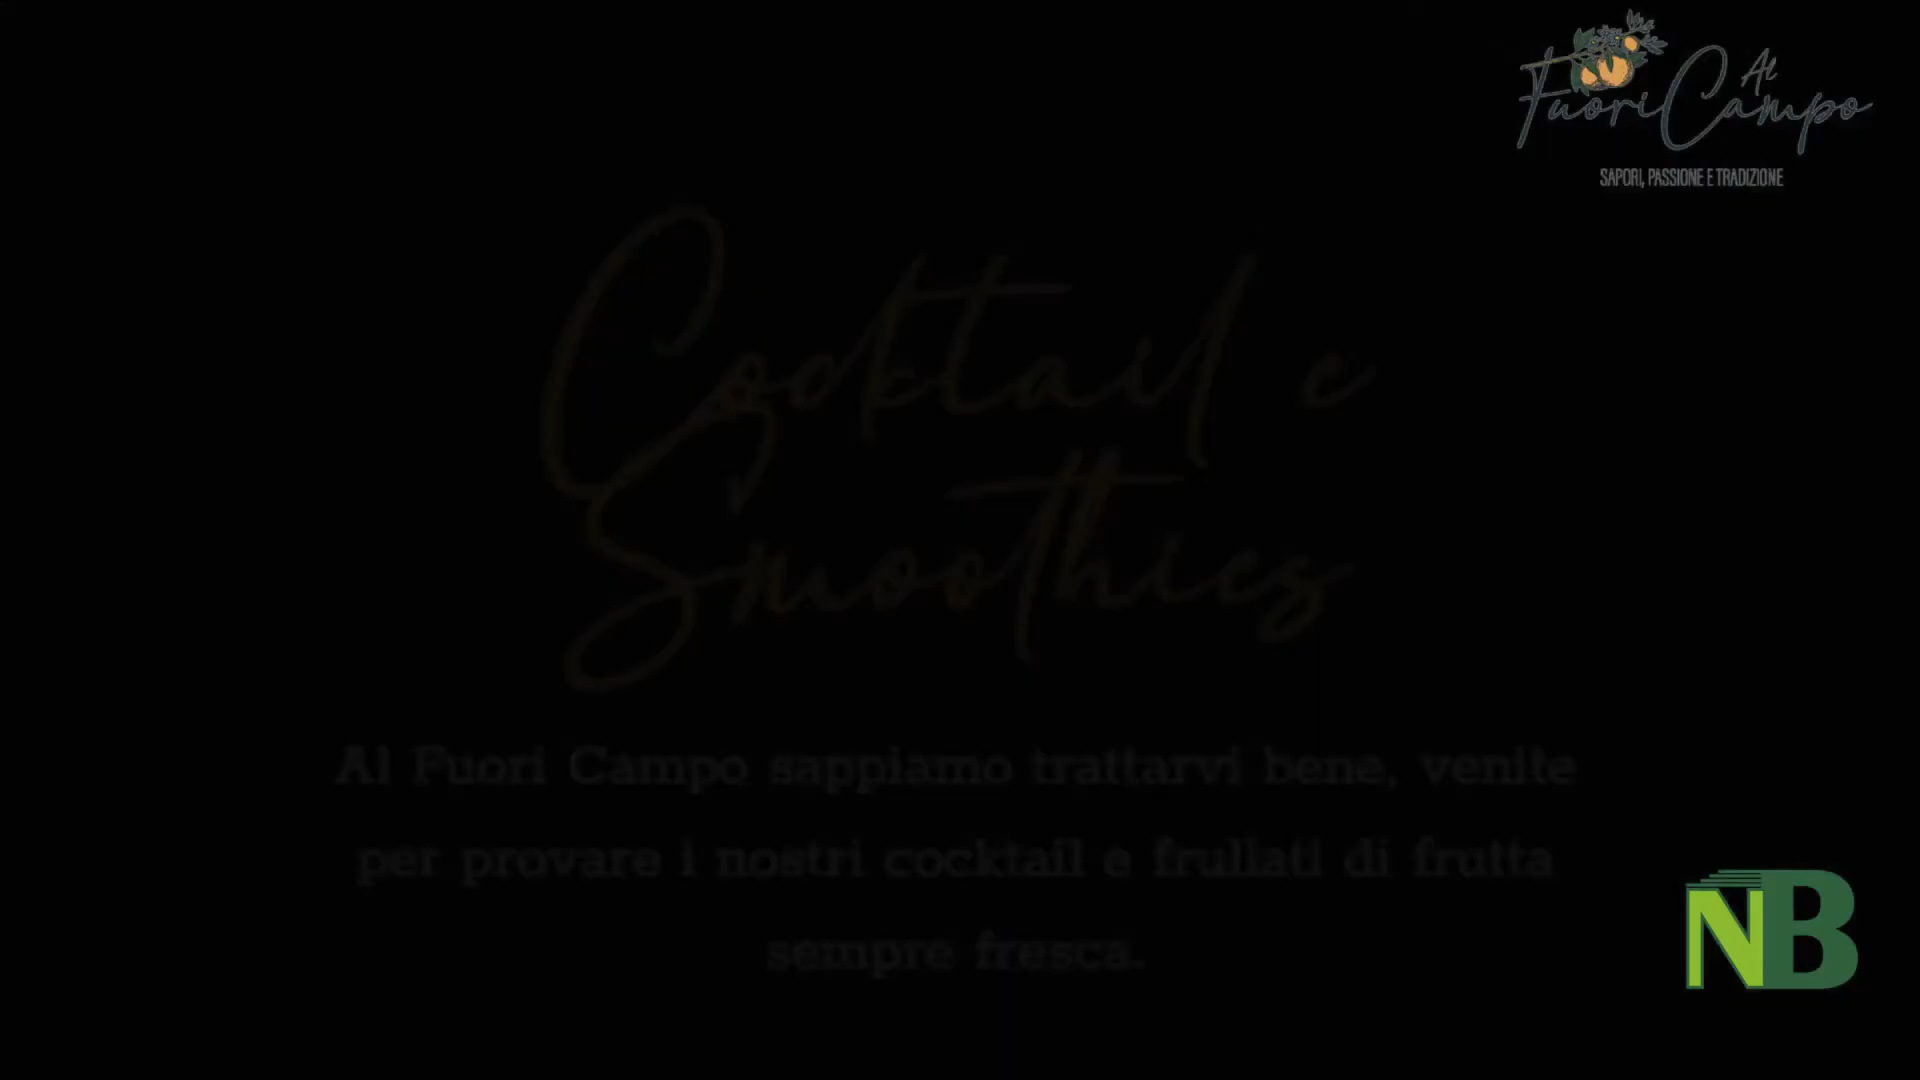 Al
Fuori Campo
SAPORI, PASSIONE E TRADIZIONE
Cocktail e
Smoothies
Al Fuori Campo sappiamo trattarvi bene, venite
per provare i nostri cocktail e frullati di frutta
sempre fresca.
NB